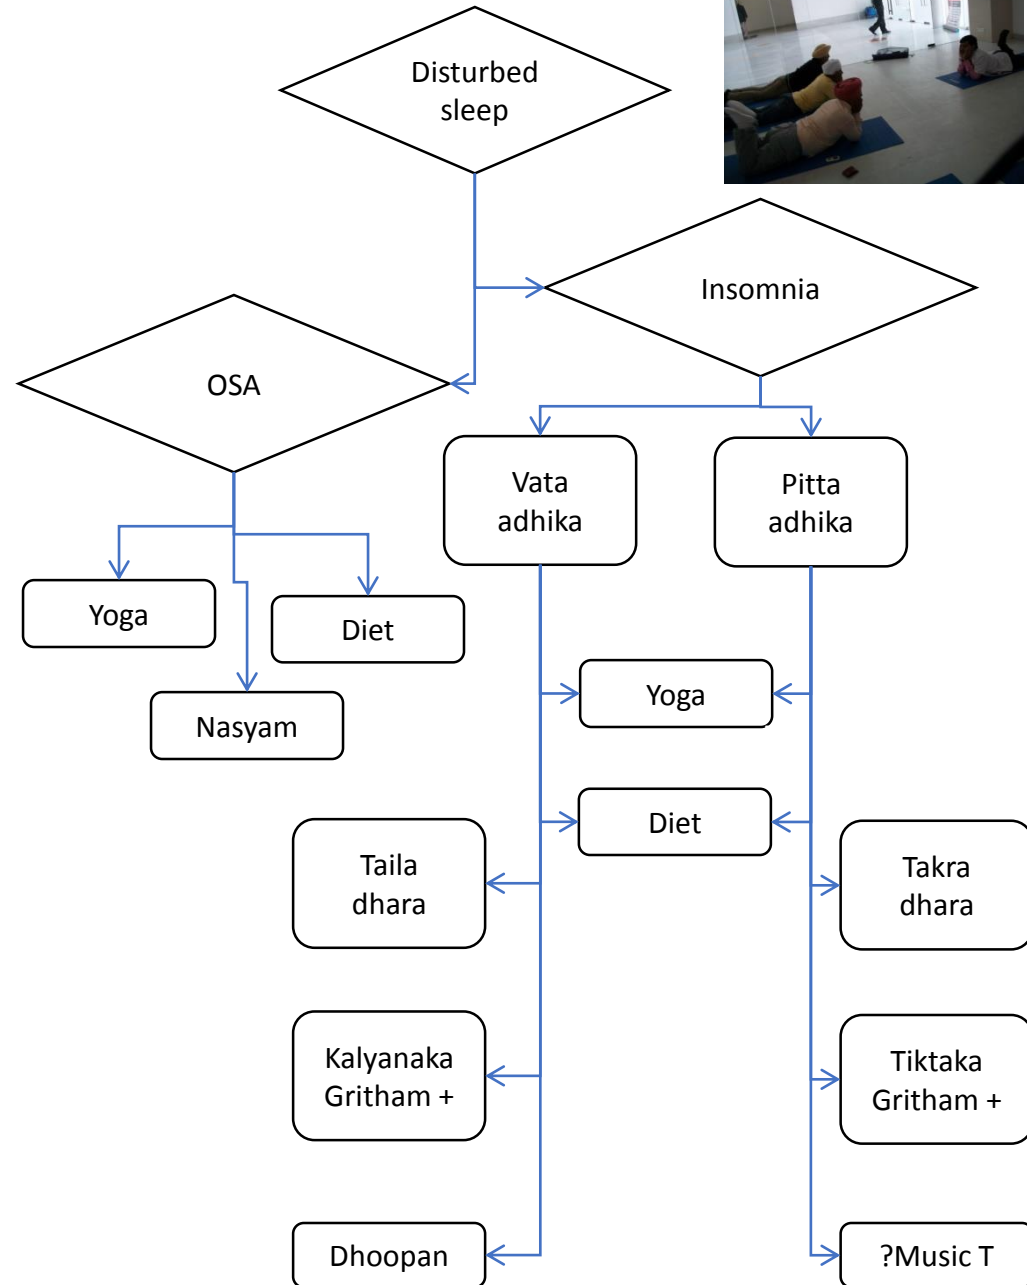 Disturbed
sleep
Insomnia
OSA
Vata
adhika
Pitta
adhika
Yoga
Diet
Nasyam
Yoga
Diet
Taila
dhara
Takra
dhara
Kalyanaka
Gritham +
Tiktaka
Gritham +
Dhoopan
?Music T